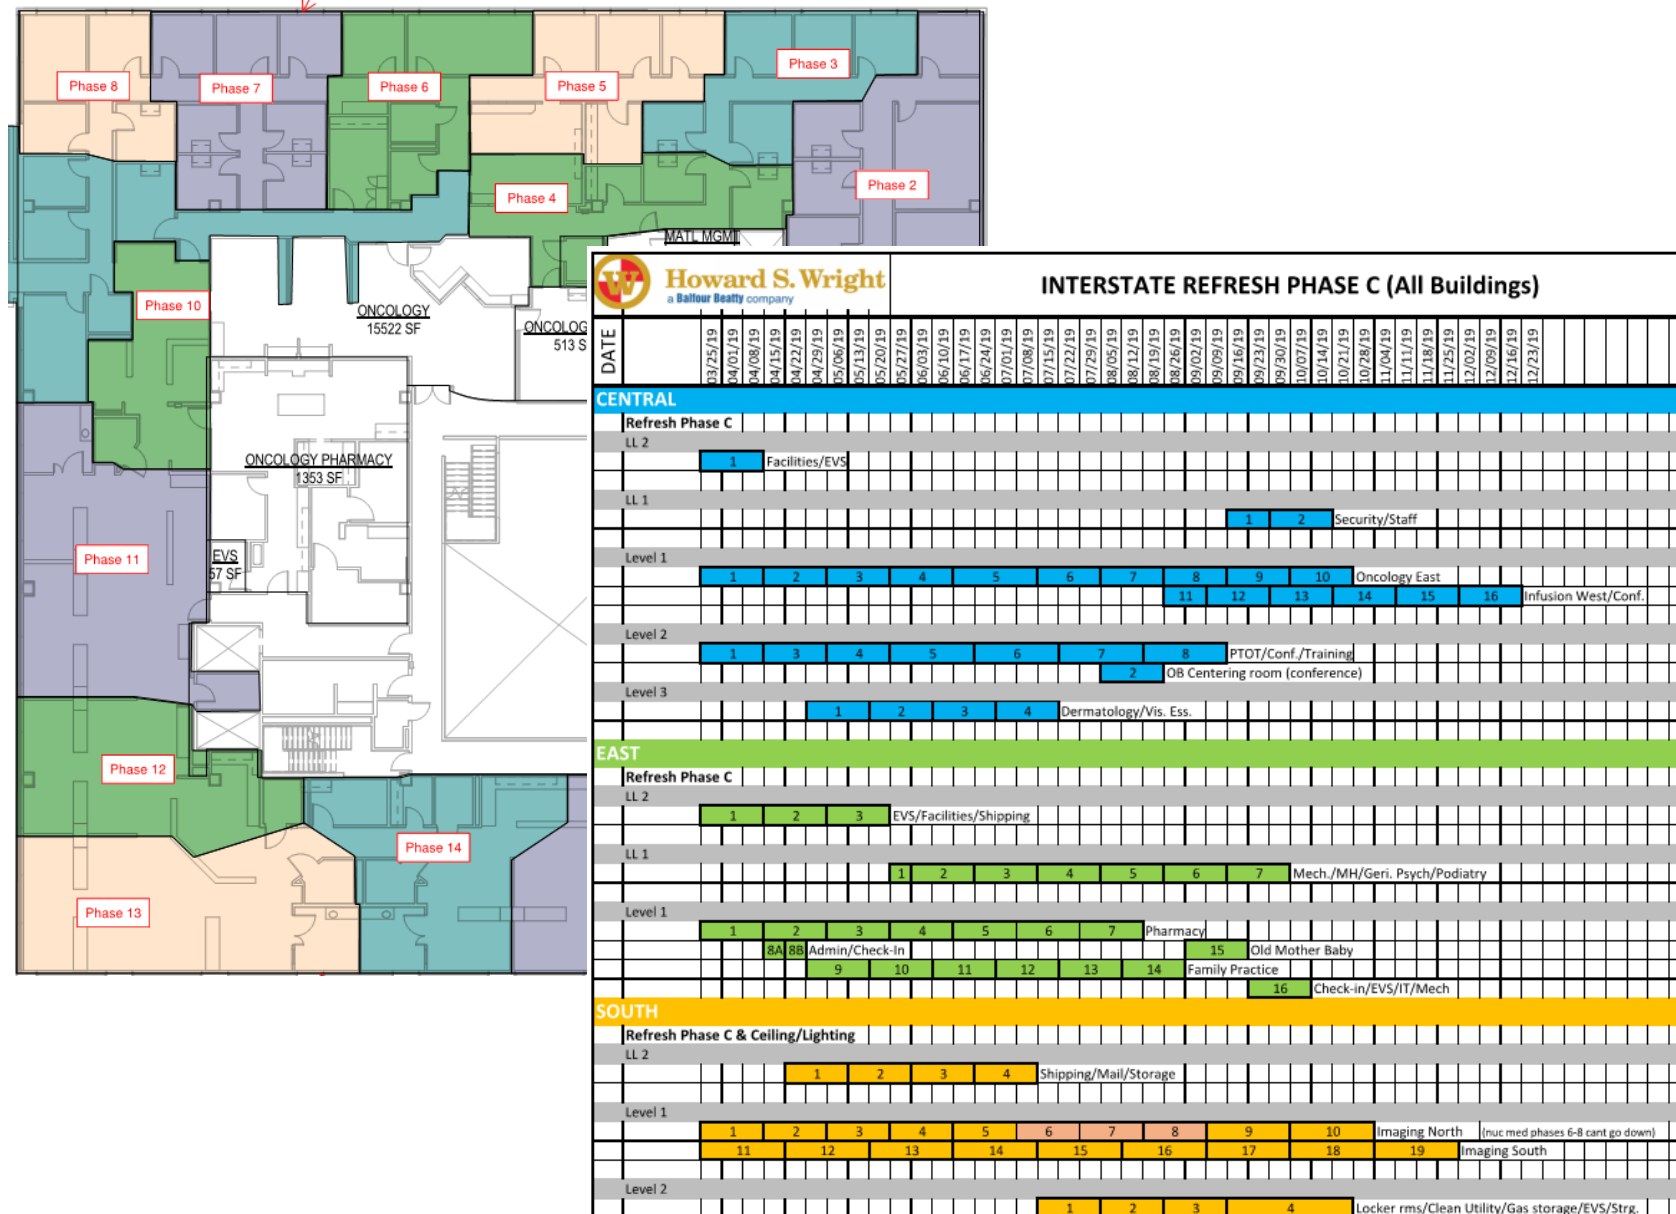 Phase 8
Phase 7
Phase 6
Phase 5
Phase 3
Phase 2
Phase 4
MATL MGMT
Phase 10
ONCOLOGY
15522 SF
ONCOLOG
513 S
ONCOLOGY PHARMACY
1353 SF
Phase 11
EVS
57 SF
Phase 12
Phase 14
Phase 13
Howard S. Wright
a Balfour Beatty company
INTERSTATE REFRESH PHASE C (All Buildings)
DATE 03/25/19 04/01/19 04/08/19 04/15/19 04/22/19 04/29/19 05/06/19 05/13/19 05/20/19 05/27/19 06/03/19 06/10/19 06/17/19 06/24/19 07/01/19 07/08/19 07/15/19 07/22/19 07/29/19 08/05/19 08/12/19 08/19/19 08/26/19 09/02/19 09/09/19 09/16/19 09/23/19 09/30/19 10/07/19 10/14/19 10/21/19 10/28/19 11/04/19 11/11/19 11/18/19 11/25/19 12/02/19 12/09/19 12/16/19 12/23/19
CENTRAL
Refresh Phase C
LL 2
1 Facilities/EVS
LL 1
1 2 Security/Staff
Level 1
1 2 3 4 5 6 7 8 9 10 Oncology East
11 12 13 14 15 16 Infusion West/Conf.
Level 2
1 3 4 5 6 7 8 PTOT/Conf./Training
2 OB Centering room (conference)
Level 3
1 2 3 4 Dermatology/Vis. Ess.
EAST
Refresh Phase C
LL 2
1 2 3 EVS/Facilities/Shipping
LL 1
1 2 3 4 5 6 7 Mech./MH/Geri. Psych/Podiatry
Level 1
1 2 3 4 5 6 7 Pharmacy
8A 8B Admin/Check-In 15 Old Mother Baby
9 10 11 12 13 14 Family Practice
16 Check-in/EVS/IT/Mech
SOUTH
Refresh Phase C & Ceiling/Lighting
LL 2
1 2 3 4 Shipping/Mail/Storage
Level 1
1 2 3 4 5 6 7 8 9 10 Imaging North (nuc med phases 6-8 cant go down)
11 12 13 14 15 16 17 18 19 Imaging South
Level 2
1 2 3 4 Locker rms/Clean Utility/Gas storage/EVS/Strg.